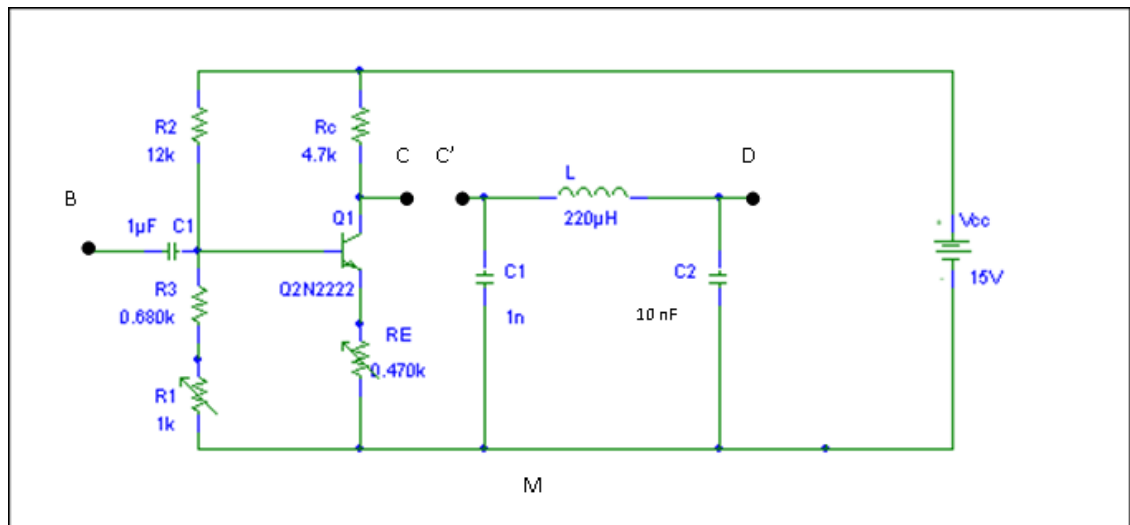 R2
12k
Rc
4.7k
C
C'
D
L
220µH
B
1µF C1
Q1
Q2N2222
R3
0.680k
R1
1k
RE
0.470k
C1
1n
C2
10 nF
+
Vcc
-
15V
M